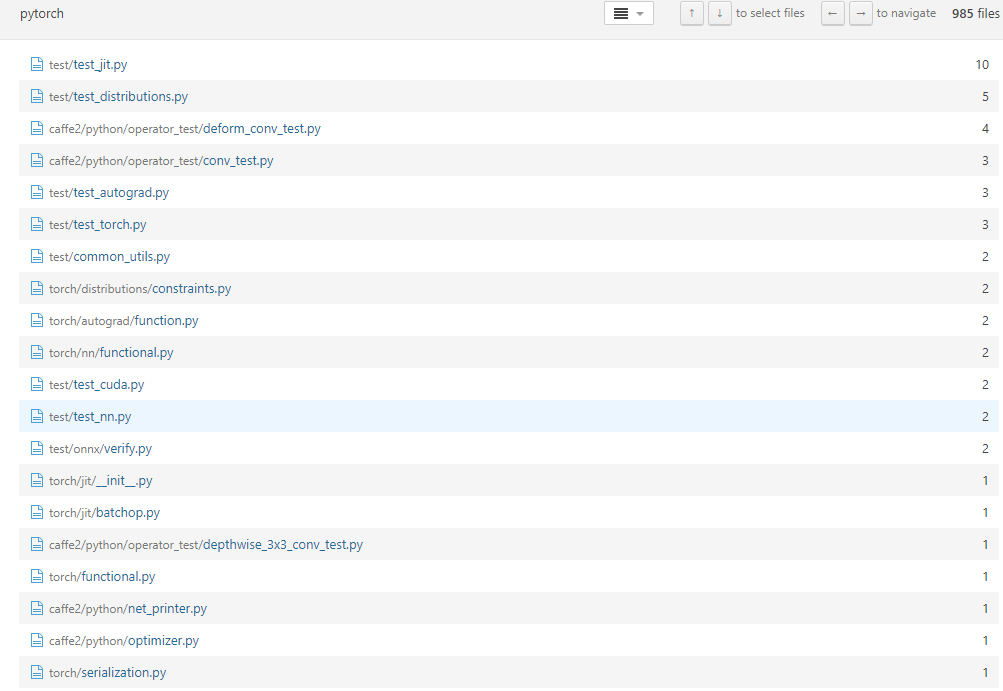 pytorch ↑ ↓ to select files ← → to navigate 985 files
test/test_jit.py 10
test/test_distributions.py 5
caffe2/python/operator_test/deform_conv_test.py 4
caffe2/python/operator_test/conv_test.py 3
test/test_autograd.py 3
test/test_torch.py 3
test/common_utils.py 2
torch/distributions/constraints.py 2
torch/autograd/function.py 2
torch/nn/functional.py 2
test/test_cuda.py 2
test/test_nn.py 2
test/onnx/verify.py 2
torch/jit/__init__.py 1
torch/jit/batchop.py 1
caffe2/python/operator_test/depthwise_3x3_conv_test.py 1
torch/functional.py 1
caffe2/python/net_printer.py 1
caffe2/python/optimizer.py 1
torch/serialization.py 1